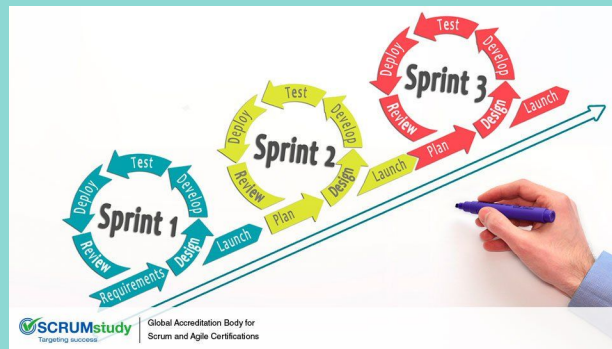 Test
Develop
Design
Review
Deploy
Sprint 3
Plan
Launch
Test
Develop
Design
Review
Deploy
Sprint 2
Plan
Launch
Test
Develop
Design
Review
Deploy
Sprint 1
Requirements
Launch
SCRUMstudy
Targeting success
Global Accreditation Body for
Scrum and Agile Certifications